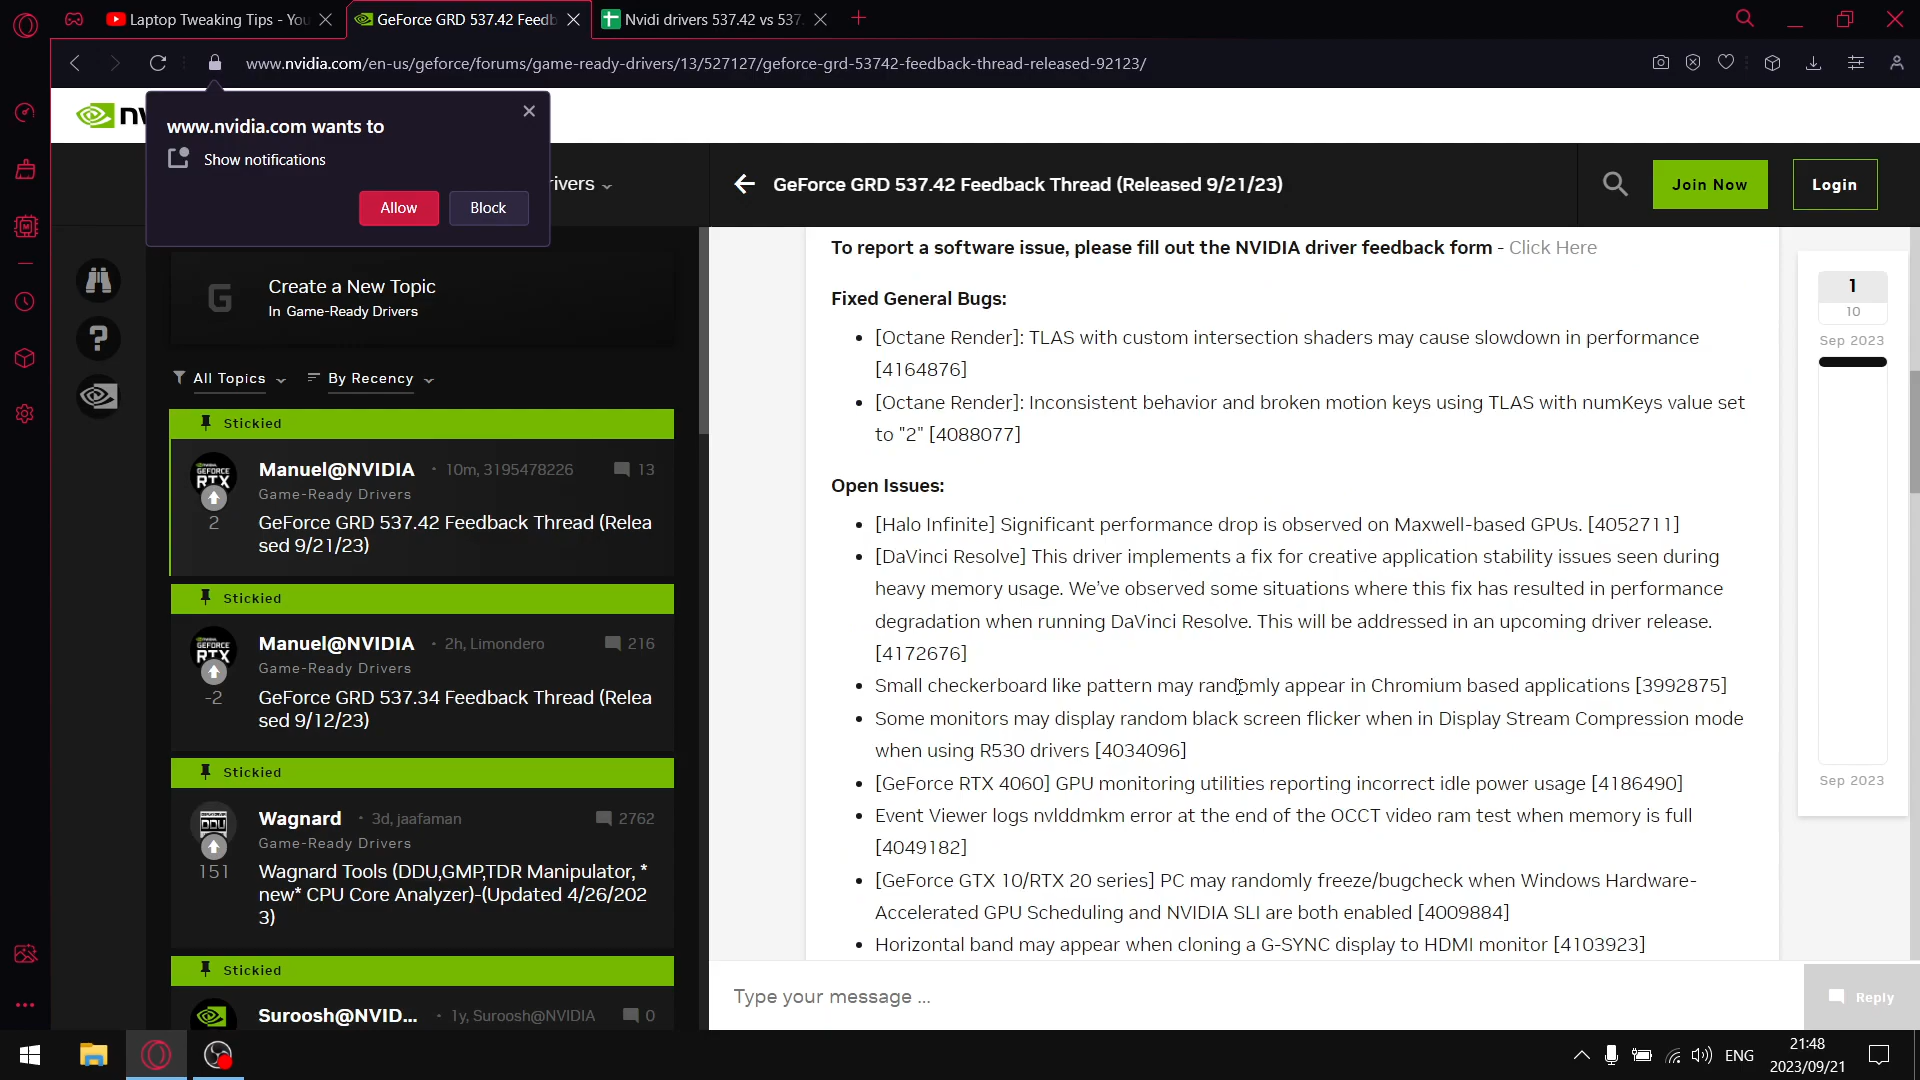 Laptop Tweaking Tips - You
GeForce GRD 537.42 Feedb
Nvidi drivers 537.42 vs 537.
www.nvidia.com/en-us/geforce/forums/game-ready-drivers/13/527127/geforce-grd-53742-feedback-thread-released-92123/
www.nvidia.com wants to
Show notifications
Allow
Block
rivers
GeForce GRD 537.42 Feedback Thread (Released 9/21/23)
Join Now
Login
Create a New Topic
In Game-Ready Drivers
All Topics
By Recency
Stickied
Manuel@NVIDIA • 10m, 3195478226 13
Game-Ready Drivers
2
GeForce GRD 537.42 Feedback Thread (Relea
sed 9/21/23)
Stickied
Manuel@NVIDIA • 2h, Limondero 216
Game-Ready Drivers
-2
GeForce GRD 537.34 Feedback Thread (Relea
sed 9/12/23)
Stickied
Wagnard • 3d, jaafaman 2762
Game-Ready Drivers
151
Wagnard Tools (DDU,GMP,TDR Manipulator, *
new* CPU Core Analyzer)-(Updated 4/26/202
3)
Stickied
Suroosh@NVID... • 1y, Suroosh@NVIDIA 0
To report a software issue, please fill out the NVIDIA driver feedback form - Click Here
Fixed General Bugs:
• [Octane Render]: TLAS with custom intersection shaders may cause slowdown in performance
[4164876]
• [Octane Render]: Inconsistent behavior and broken motion keys using TLAS with numKeys value set
to "2" [4088077]
Open Issues:
• [Halo Infinite] Significant performance drop is observed on Maxwell-based GPUs. [4052711]
• [DaVinci Resolve] This driver implements a fix for creative application stability issues seen during
heavy memory usage. We’ve observed some situations where this fix has resulted in performance
degradation when running DaVinci Resolve. This will be addressed in an upcoming driver release.
[4172676]
• Small checkerboard like pattern may randomly appear in Chromium based applications [3992875]
• Some monitors may display random black screen flicker when in Display Stream Compression mode
when using R530 drivers [4034096]
• [GeForce RTX 4060] GPU monitoring utilities reporting incorrect idle power usage [4186490]
• Event Viewer logs nvlddmkm error at the end of the OCCT video ram test when memory is full
[4049182]
• [GeForce GTX 10/RTX 20 series] PC may randomly freeze/bugcheck when Windows Hardware-
Accelerated GPU Scheduling and NVIDIA SLI are both enabled [4009884]
• Horizontal band may appear when cloning a G-SYNC display to HDMI monitor [4103923]
1
10
Sep 2023
Sep 2023
Type your message ...
Reply
ENG
21:48
2023/09/21